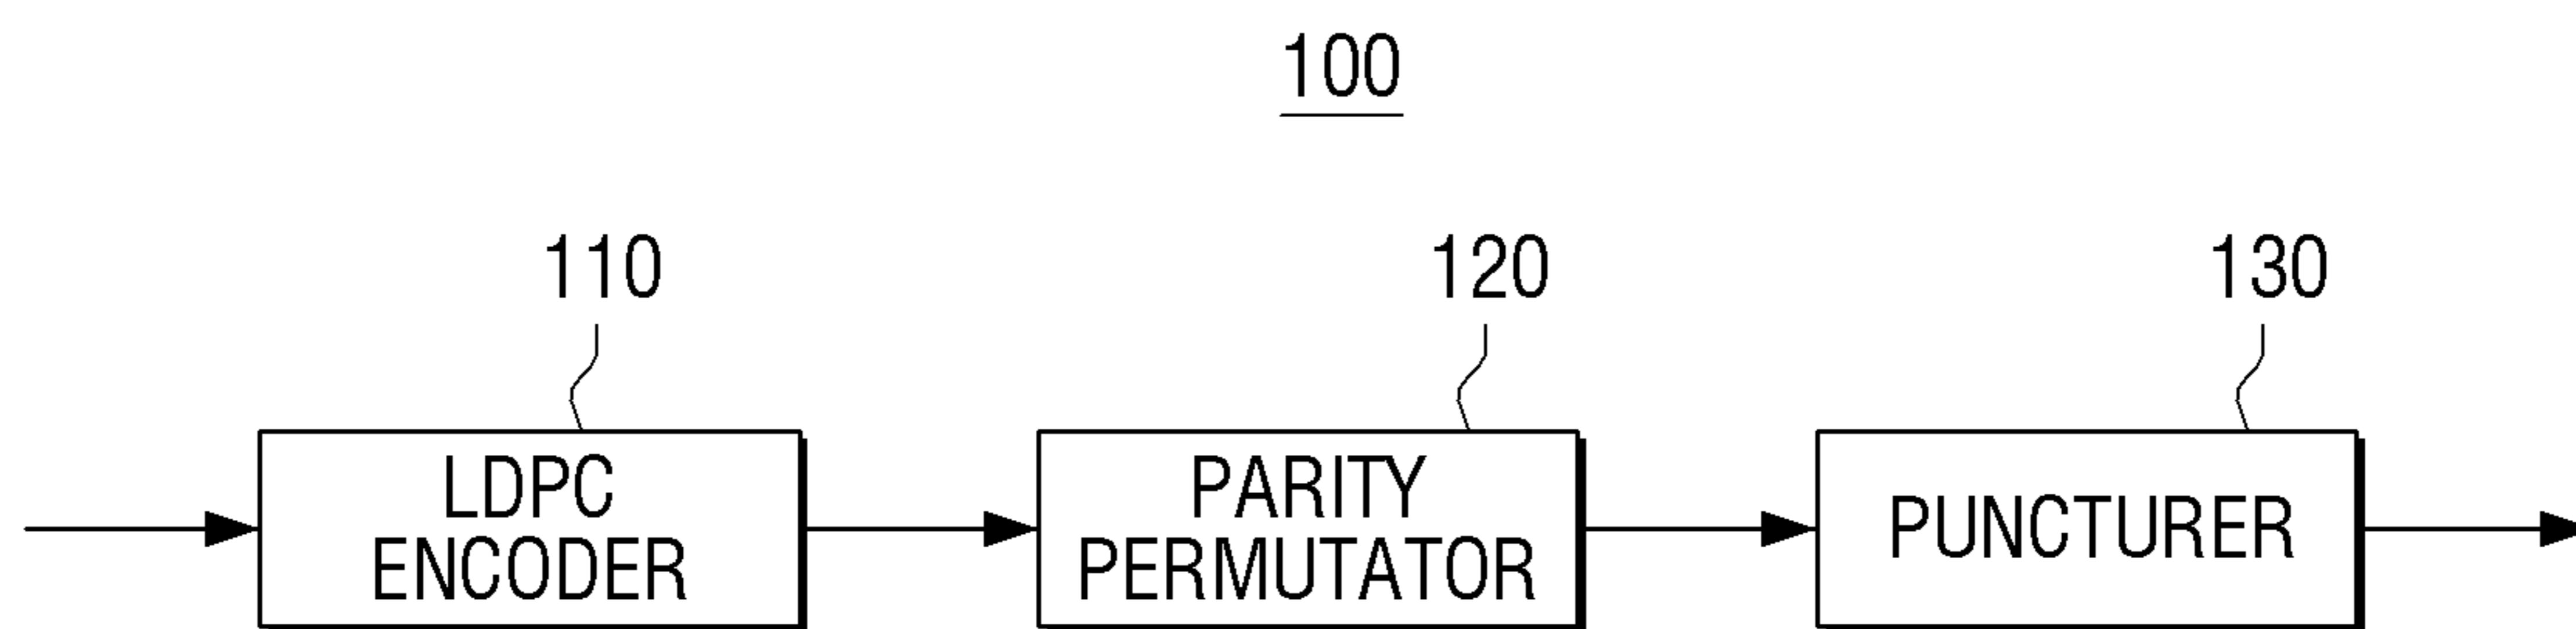 100
110
120
130
LDPC
ENCODER
PARITY
PERMUTATOR
PUNCTURER